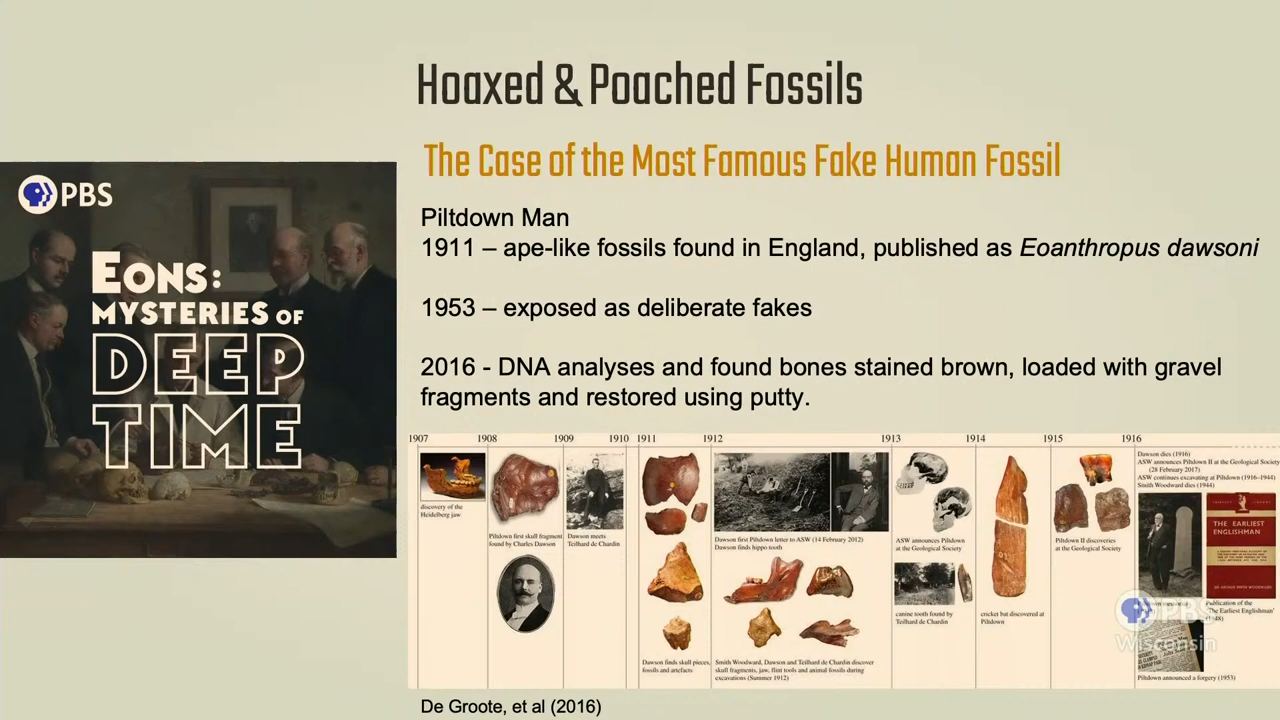 Hoaxed & Poached Fossils
The Case of the Most Famous Fake Human Fossil
PBS
EONS:
MYSTERIES OF
DEEP
TIME
Piltdown Man
1911 – ape-like fossils found in England, published as Eoanthropus dawsoni
1953 – exposed as deliberate fakes
2016 - DNA analyses and found bones stained brown, loaded with gravel
fragments and restored using putty.
1907 1908 1909 1910 1911 1912 1913 1914 1915 1916
discovery of the
Heidelberg jaw
Piltdown first skull fragment
found by Charles Dawson
Dawson meets
Teilhard de Chardin
Dawson finds skull pieces,
fossils and artefacts
Dawson first Piltdown letter to ASW (14 February 2012)
Dawson finds hippo tooth
Smith Woodward, Dawson and Teilhard de Chardin discover
skull fragments, jaw, flint tools and animal fossils during
excavations (Summer 1912)
ASW announces Piltdown
at the Geological Society
canine tooth found by
Teilhard de Chardin
cricket bat discovered at
Piltdown
Piltdown II discoveries
at the Geological Society
Dawson dies (1916)
ASW announces Piltdown II at the Geological Society
(28 February 2017)
ASW continues excavating at Piltdown (1916–1944)
Smith Woodward dies (1944)
THE EARLIEST
ENGLISHMAN
Publication of the
'The Earliest Englishman'
(1948)
Piltdown announced a forgery (1953)
PBS
Wisconsin
De Groote, et al (2016)